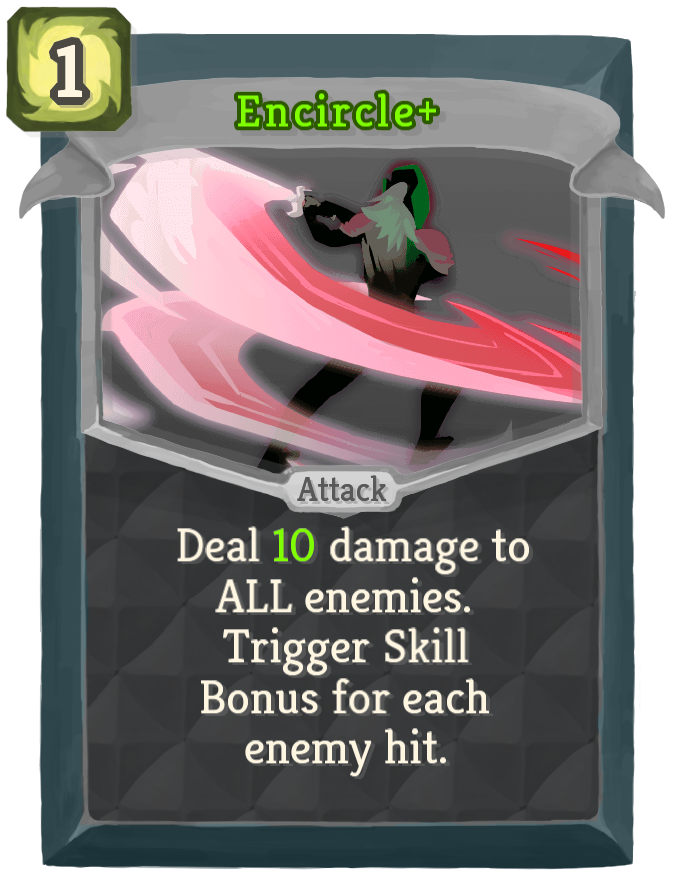 1
Encircle+
Attack
Deal 10 damage to
ALL enemies.
Trigger Skill
Bonus for each
enemy hit.